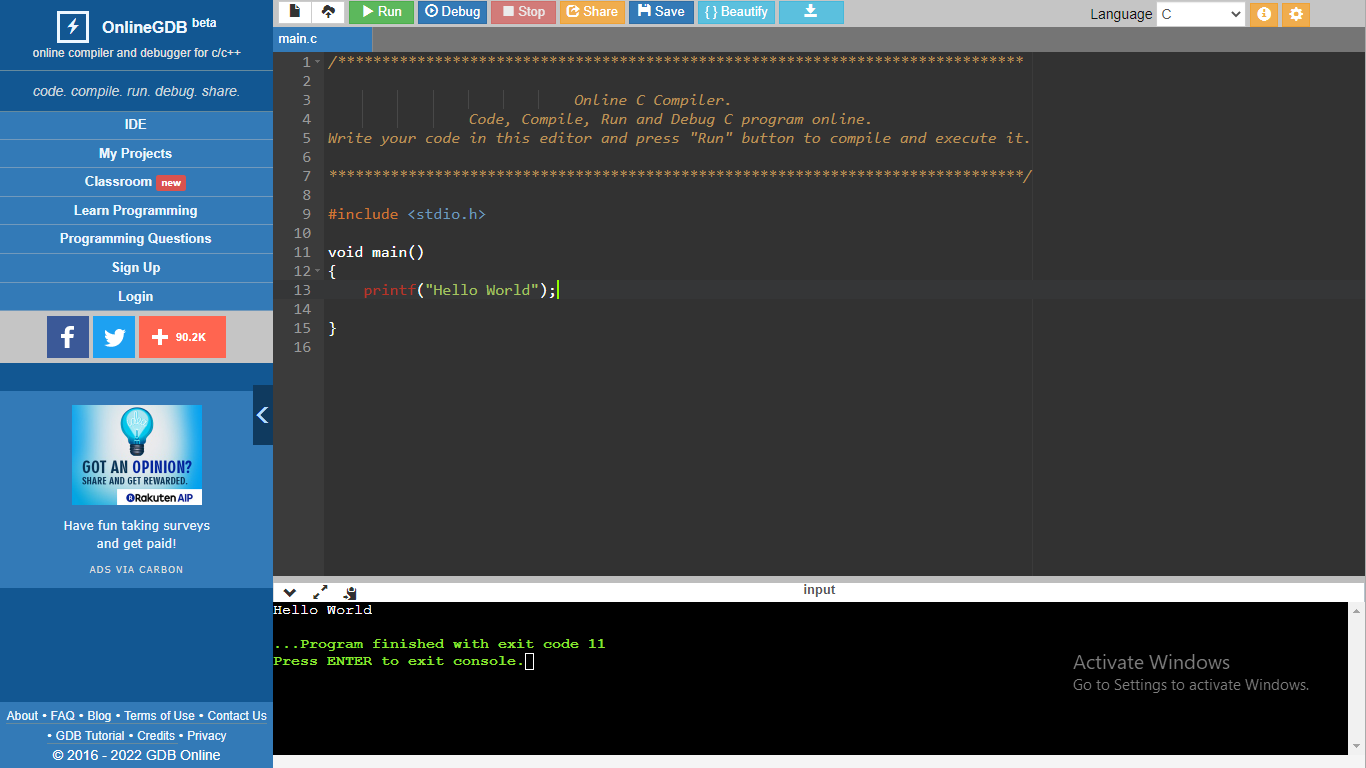 OnlineGDB beta
online compiler and debugger for c/c++
code. compile. run. debug. share.
IDE
My Projects
Classroom new
Learn Programming
Programming Questions
Sign Up
Login
f
90.2K
GOT AN OPINION?
SHARE AND GET REWARDED.
Rakuten AIP
Have fun taking surveys
and get paid!
ADS VIA CARBON
About • FAQ • Blog • Terms of Use • Contact Us
• GDB Tutorial • Credits • Privacy
© 2016 - 2022 GDB Online
Run Debug Stop Share Save { } Beautify
Language C
main.c
1 /******************************************************************************
2
3 Online C Compiler.
4 Code, Compile, Run and Debug C program online.
5 Write your code in this editor and press "Run" button to compile and execute it.
6
7 *******************************************************************************/
8
9 #include <stdio.h>
10
11 void main()
12 {
13 printf("Hello World");
14
15 }
16
input
Hello World
...Program finished with exit code 11
Press ENTER to exit console.
Activate Windows
Go to Settings to activate Windows.